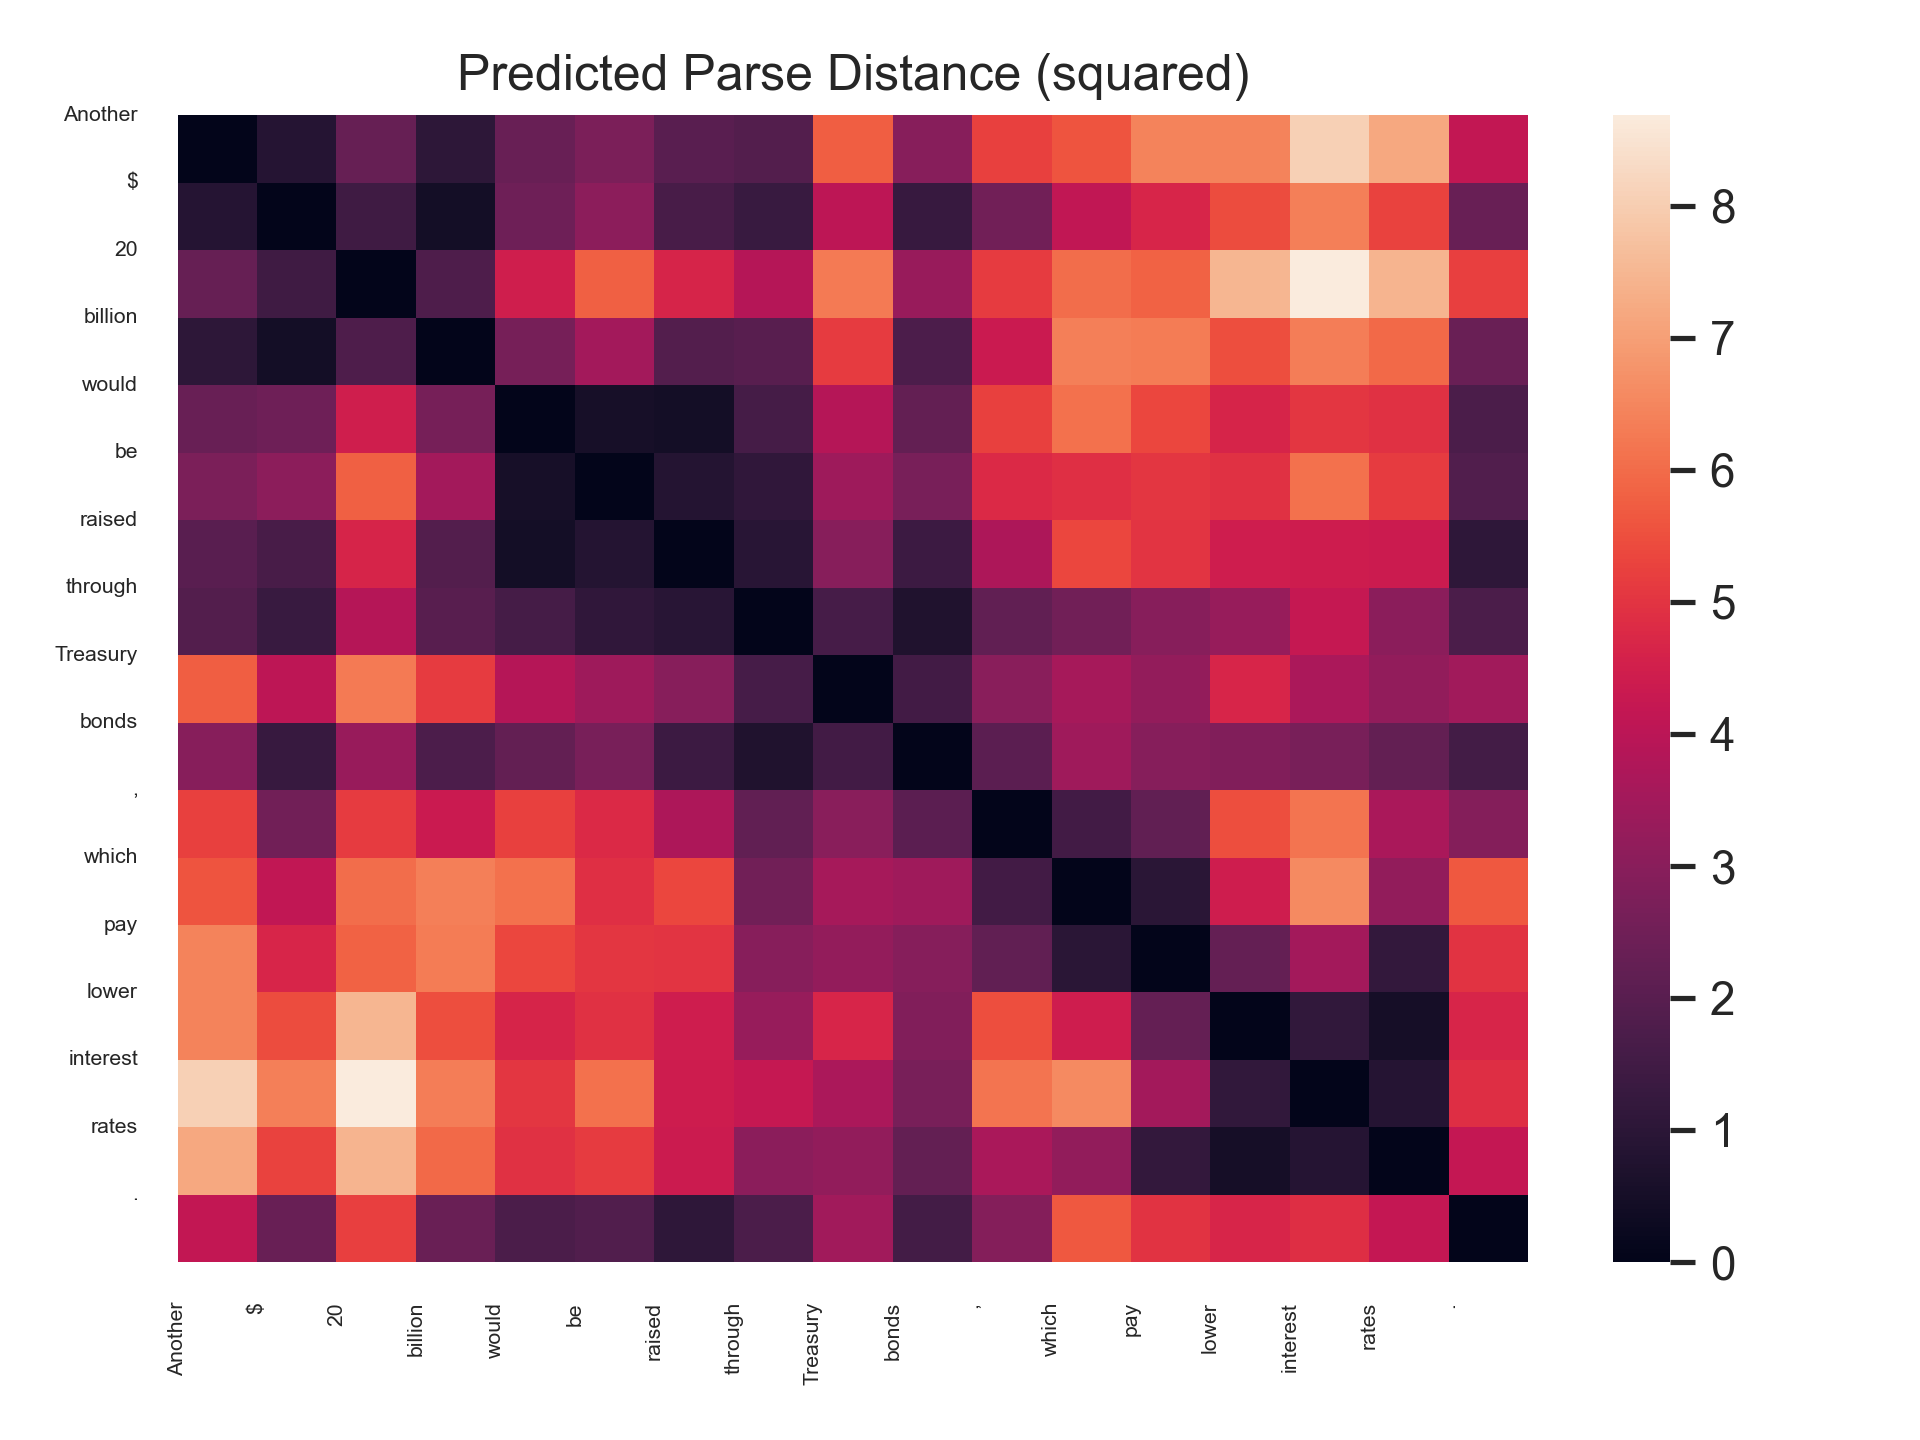 Predicted Parse Distance (squared)
Another
$
20
billion
would
be
raised
through
Treasury
bonds
,
which
pay
lower
interest
rates
.
8
7
6
5
4
3
2
1
0
Another
$
20
billion
would
be
raised
through
Treasury
bonds
,
which
pay
lower
interest
rates
.